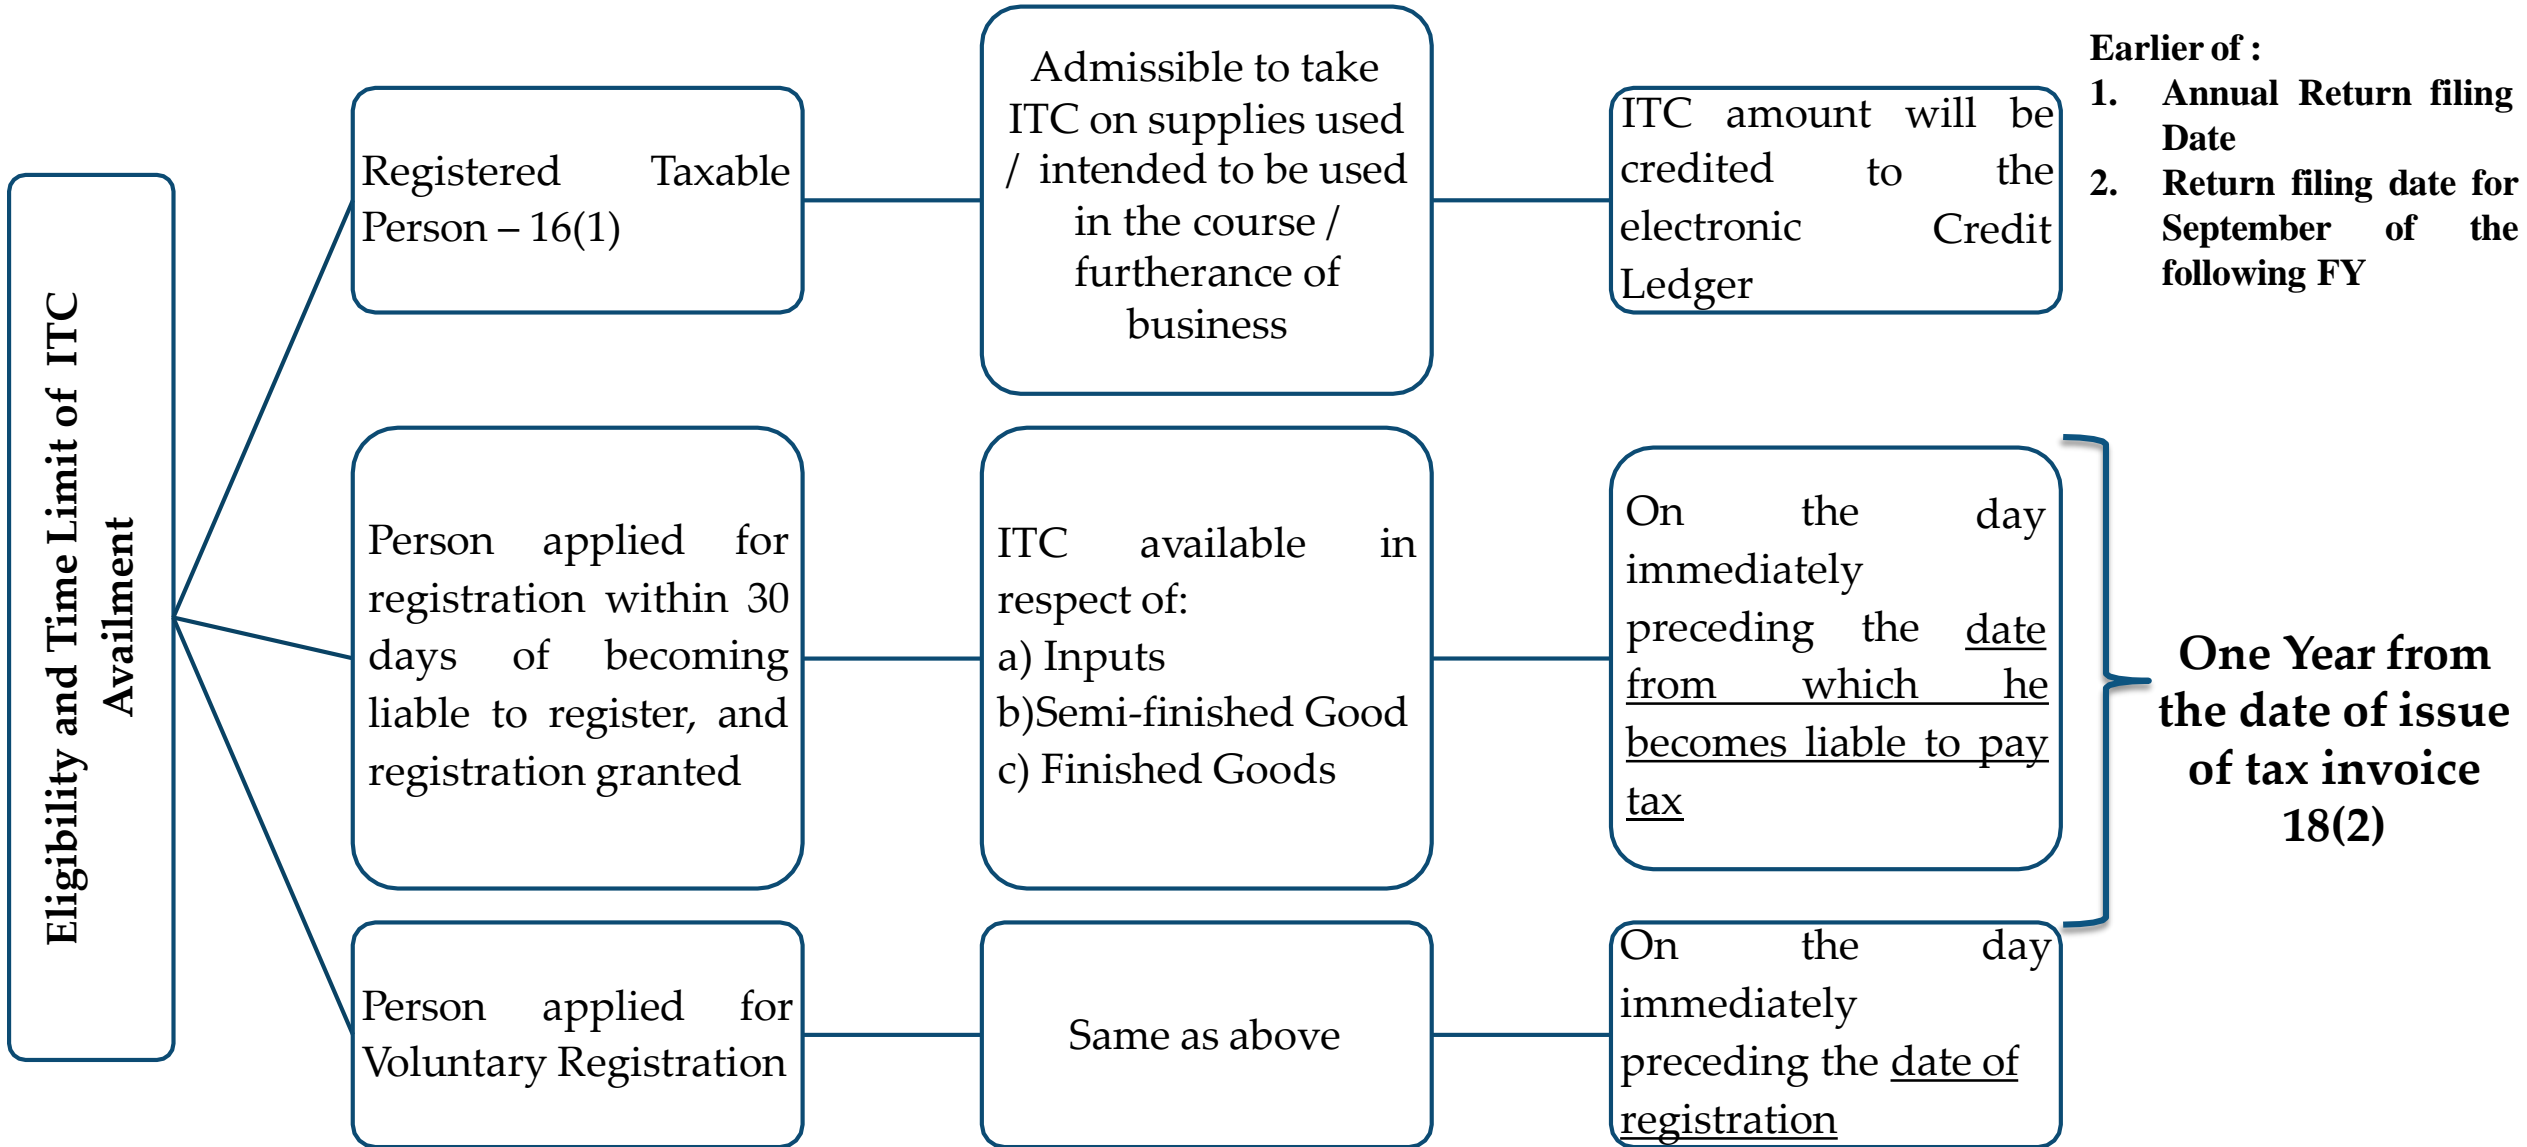 Eligibility and Time Limit of ITC
Availment
Registered Taxable
Person – 16(1)
Admissible to take
ITC on supplies used
/ intended to be used
in the course /
furtherance of
business
ITC amount will be
credited to the
electronic Credit
Ledger
Earlier of :
1. Annual Return filing
Date
2. Return filing date for
September of the
following FY
Person applied for
registration within 30
days of becoming
liable to register, and
registration granted
ITC available in
respect of:
a) Inputs
b)Semi-finished Good
c) Finished Goods
On the day
immediately
preceding the date
from which he
becomes liable to pay
tax
One Year from
the date of issue
of tax invoice
18(2)
Person applied for
Voluntary Registration
Same as above
On the day
immediately
preceding the date of
registration